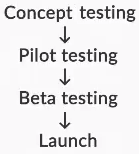 Concept testing
↓
Pilot testing
↓
Beta testing
↓
Launch